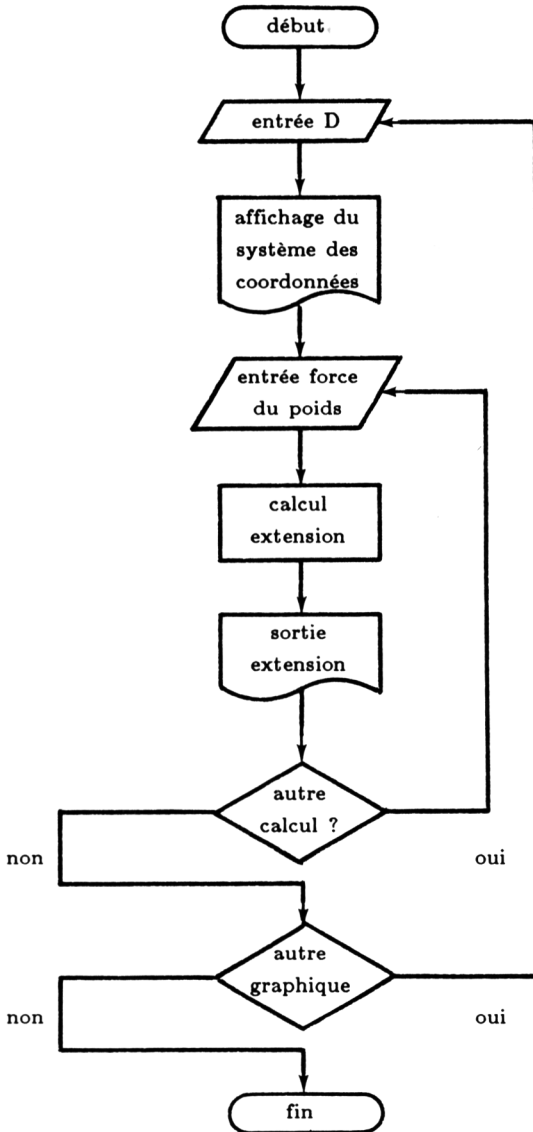 début
entrée D
affichage du
système des
coordonnées
entrée force
du poids
calcul
extension
sortie
extension
autre
calcul ?
non
oui
autre
graphique
non
oui
fin